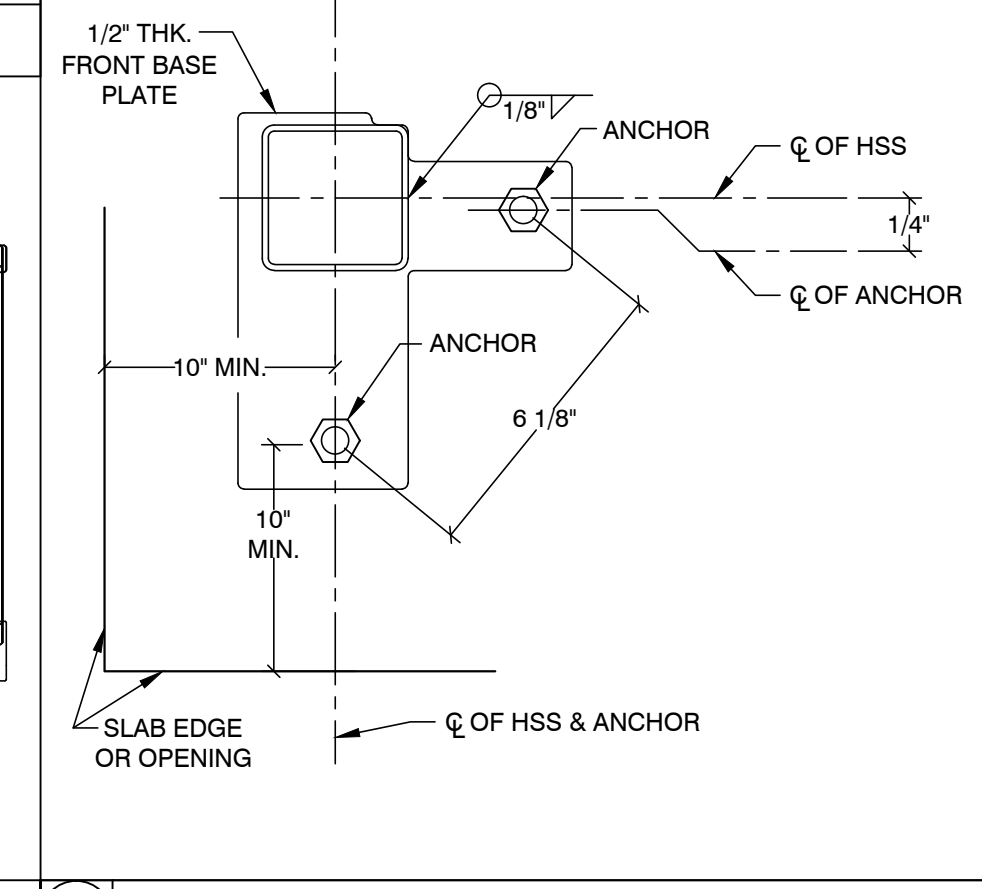 1/2" THK.
FRONT BASE
PLATE
1/8"
ANCHOR
℄ OF HSS
1/4"
℄ OF ANCHOR
ANCHOR
10" MIN.
6 1/8"
10"
MIN.
℄ OF HSS & ANCHOR
SLAB EDGE
OR OPENING